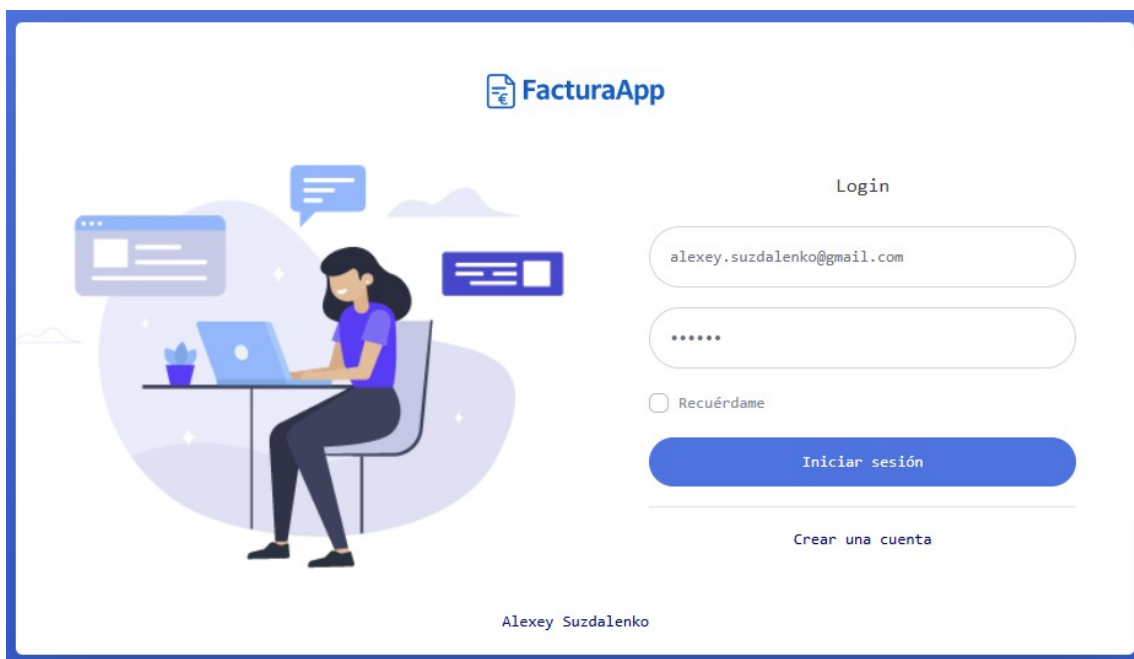 FacturaApp
Login
alexey.suzdalenko@gmail.com
••••••
Recuérdame
Iniciar sesión
Crear una cuenta
Alexey Suzdalenko